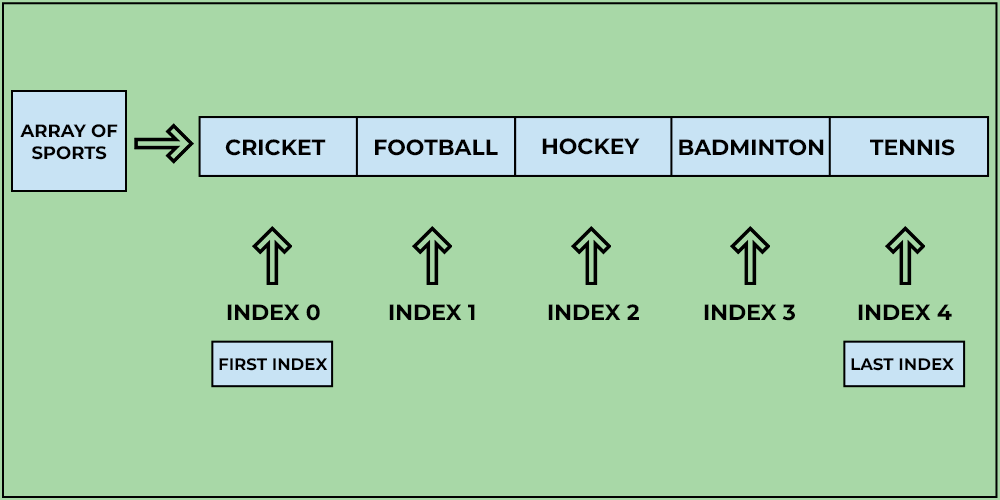 ARRAY OF
SPORTS
CRICKET FOOTBALL HOCKEY BADMINTON TENNIS
INDEX 0 INDEX 1 INDEX 2 INDEX 3 INDEX 4
FIRST INDEX LAST INDEX